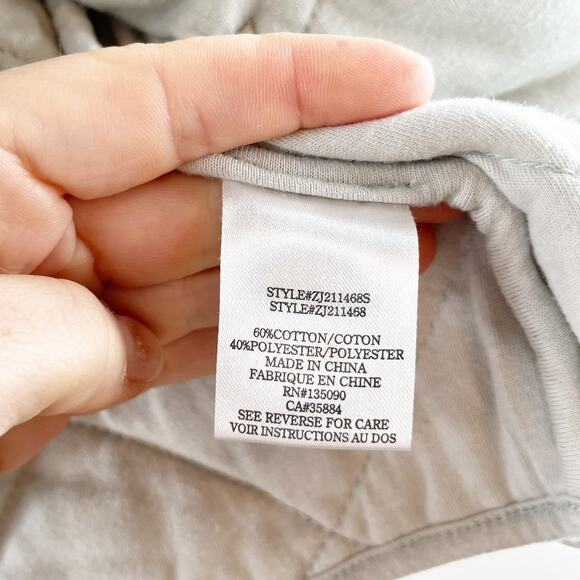 STYLE#ZJ211468S
STYLE#ZJ211468
60%COTTON/COTON
40%POLYESTER/POLYESTER
MADE IN CHINA
FABRIQUE EN CHINE
RN#135090
CA#35884
SEE REVERSE FOR CARE
VOIR INSTRUCTIONS AU DOS